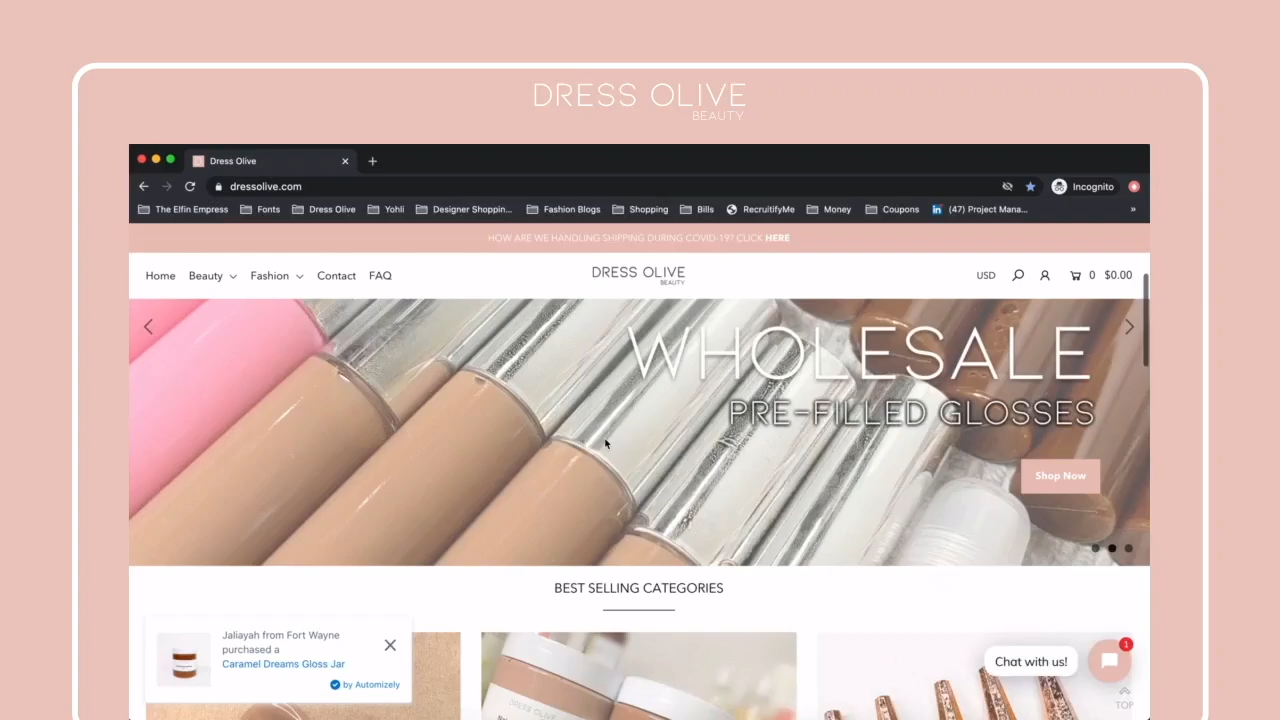 DRESS OLIVE
BEAUTY
Dress Olive
dressolive.com
Incognito
The Elfin Empress
Fonts
Dress Olive
Yohli
Designer Shoppin...
Fashion Blogs
Shopping
Bills
RecruitifyMe
Money
Coupons
(47) Project Mana...
»
HOW ARE WE HANDLING SHIPPING DURING COVID-19? CLICK HERE
Home
Beauty
Fashion
Contact
FAQ
DRESS OLIVE
BEAUTY
USD
0
$0.00
WHOLESALE
PRE-FILLED GLOSSES
Shop Now
BEST SELLING CATEGORIES
Jaliayah from Fort Wayne
purchased a
Caramel Dreams Gloss Jar
by Automizely
DRESS OLIVE
Chat with us!
1
TOP